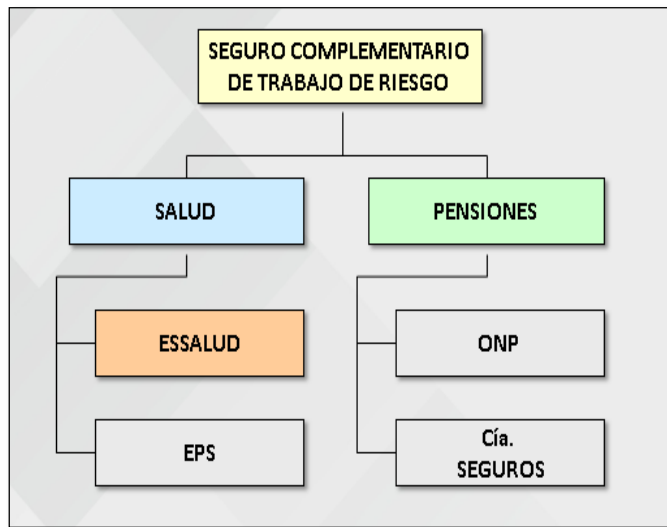 SEGURO COMPLEMENTARIO
DE TRABAJO DE RIESGO
SALUD
PENSIONES
ESSALUD
ONP
EPS
Cía.
SEGUROS